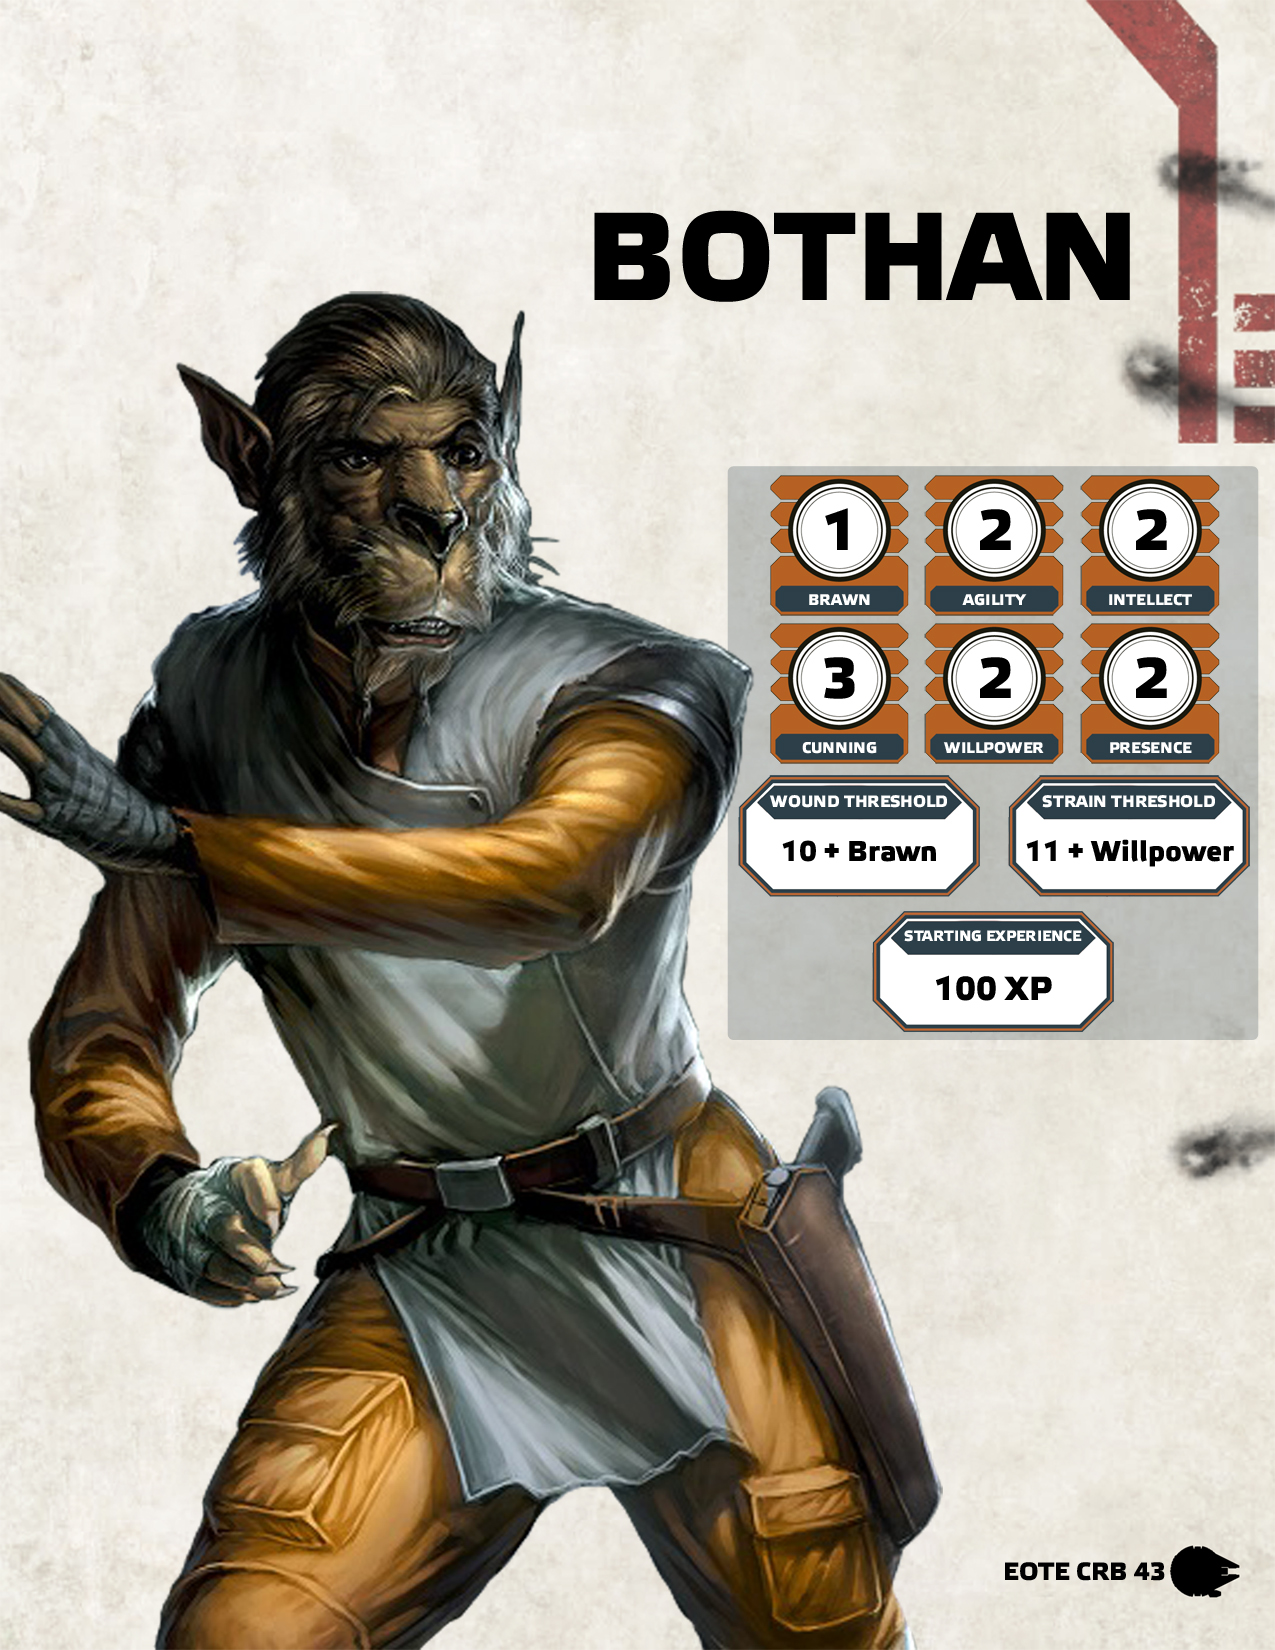 BOTHAN
1 2 2
BRAWN AGILITY INTELLECT
3 2 2
CUNNING WILLPOWER PRESENCE
WOUND THRESHOLD STRAIN THRESHOLD
10 + Brawn 11 + Willpower
STARTING EXPERIENCE
100 XP
EOTE CRB 43